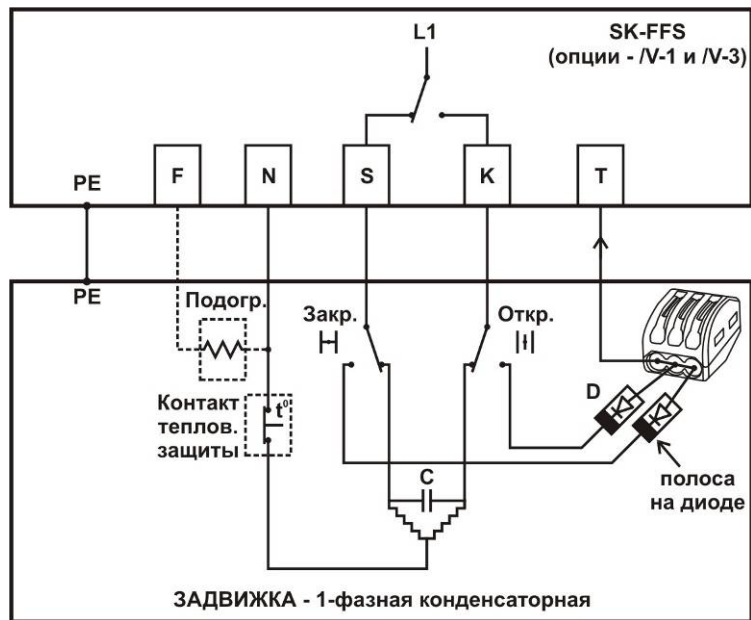 L1
SK-FFS
(опции - /V-1 и /V-3)
PE
F
N
S
K
T
PE
Подогр.
Закр.
Откр.
Контакт
теплов.
защиты
t⁰
D
C
полоса
на диоде
ЗАДВИЖКА - 1-фазная конденсаторная